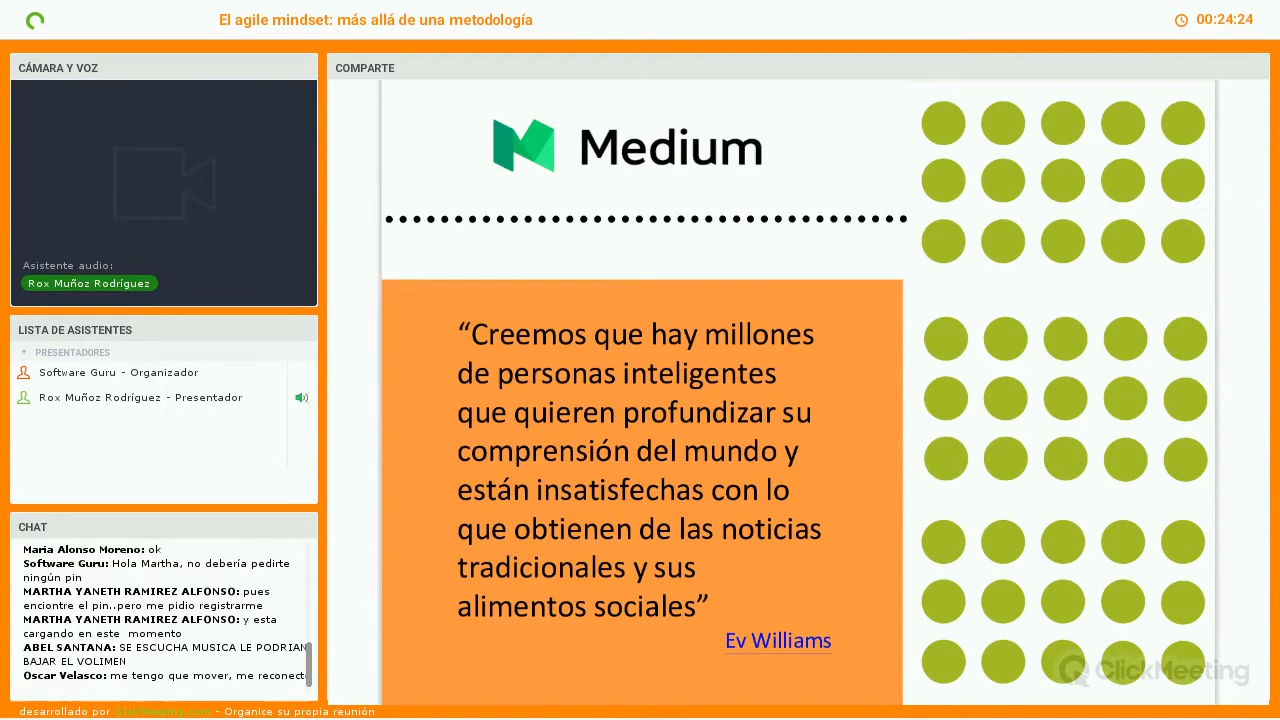 El agile mindset: más allá de una metodología
00:24:24
CÁMARA Y VOZ
Asistente audio:
Rox Muñoz Rodríguez
LISTA DE ASISTENTES
PRESENTADORES
Software Guru - Organizador
Rox Muñoz Rodríguez - Presentador
CHAT
Maria Alonso Moreno: ok
Software Guru: Hola Martha, no debería pedirte
ningún pin
MARTHA YANETH RAMIREZ ALFONSO: pues
encontre el pin..pero me pidio registrarme
MARTHA YANETH RAMIREZ ALFONSO: y esta
cargando en este momento
ABEL SANTANA: SE ESCUCHA MUSICA LE PODRIAN
BAJAR EL VOLIMEN
Oscar Velasco: me tengo que mover, me reconect
COMPARTE
Medium
“Creemos que hay millones
de personas inteligentes
que quieren profundizar su
comprensión del mundo y
están insatisfechas con lo
que obtienen de las noticias
tradicionales y sus
alimentos sociales”
Ev Williams
ClickMeeting
desarrollado por ClickMeeting.com - Organice su propia reunión